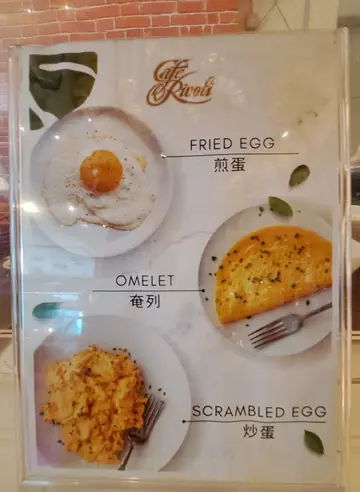 Café
Rivoli
FRIED EGG
煎蛋
OMELET
奄列
SCRAMBLED EGG
炒蛋